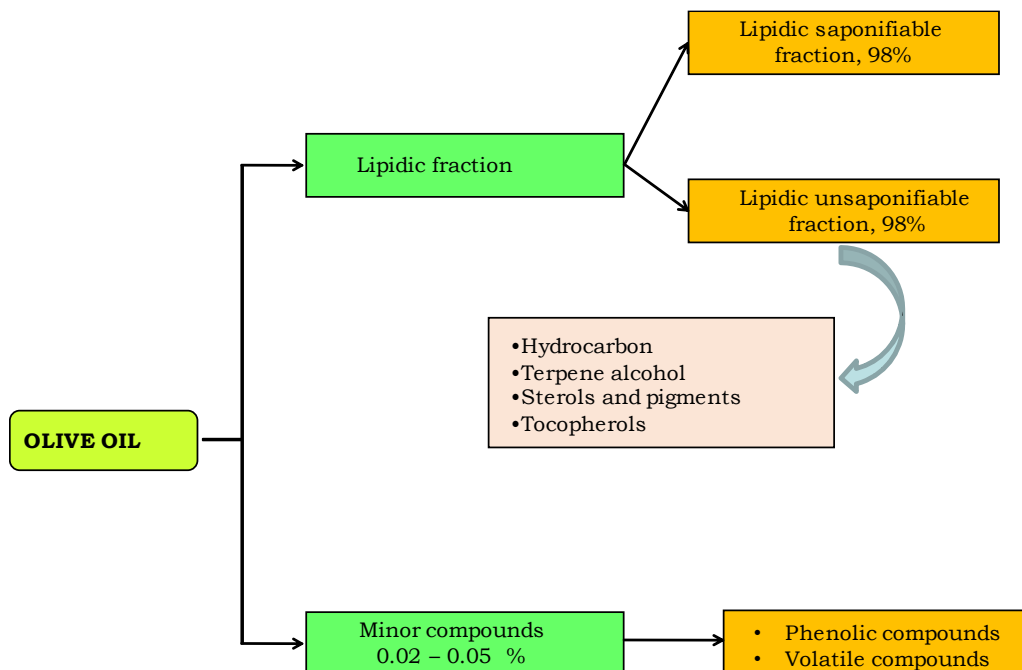 Lipidic saponifiable
fraction, 98%
Lipidic fraction
Lipidic unsaponifiable
fraction, 98%
•Hydrocarbon
•Terpene alcohol
•Sterols and pigments
•Tocopherols
OLIVE OIL
Minor compounds
0.02 – 0.05 %
• Phenolic compounds
• Volatile compounds